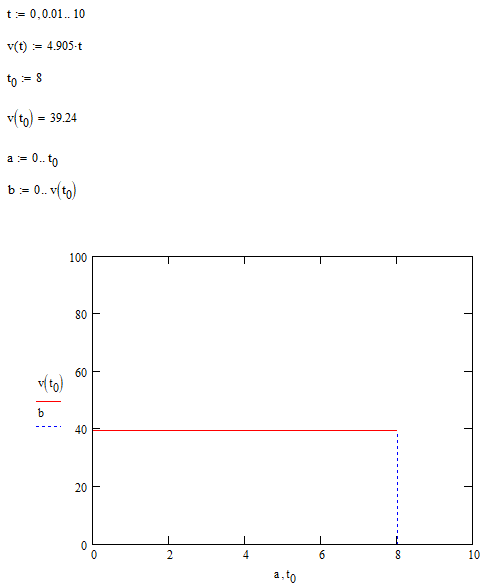 t := 0, 0.01 .. 10
v(t) := 4.905·t
t₀ := 8
v(t₀) = 39.24
a := 0 .. t₀
b := 0 .. v(t₀)
100
80
60
v(t₀)
b
40
20
0
0 2 4 6 8 10
a , t₀